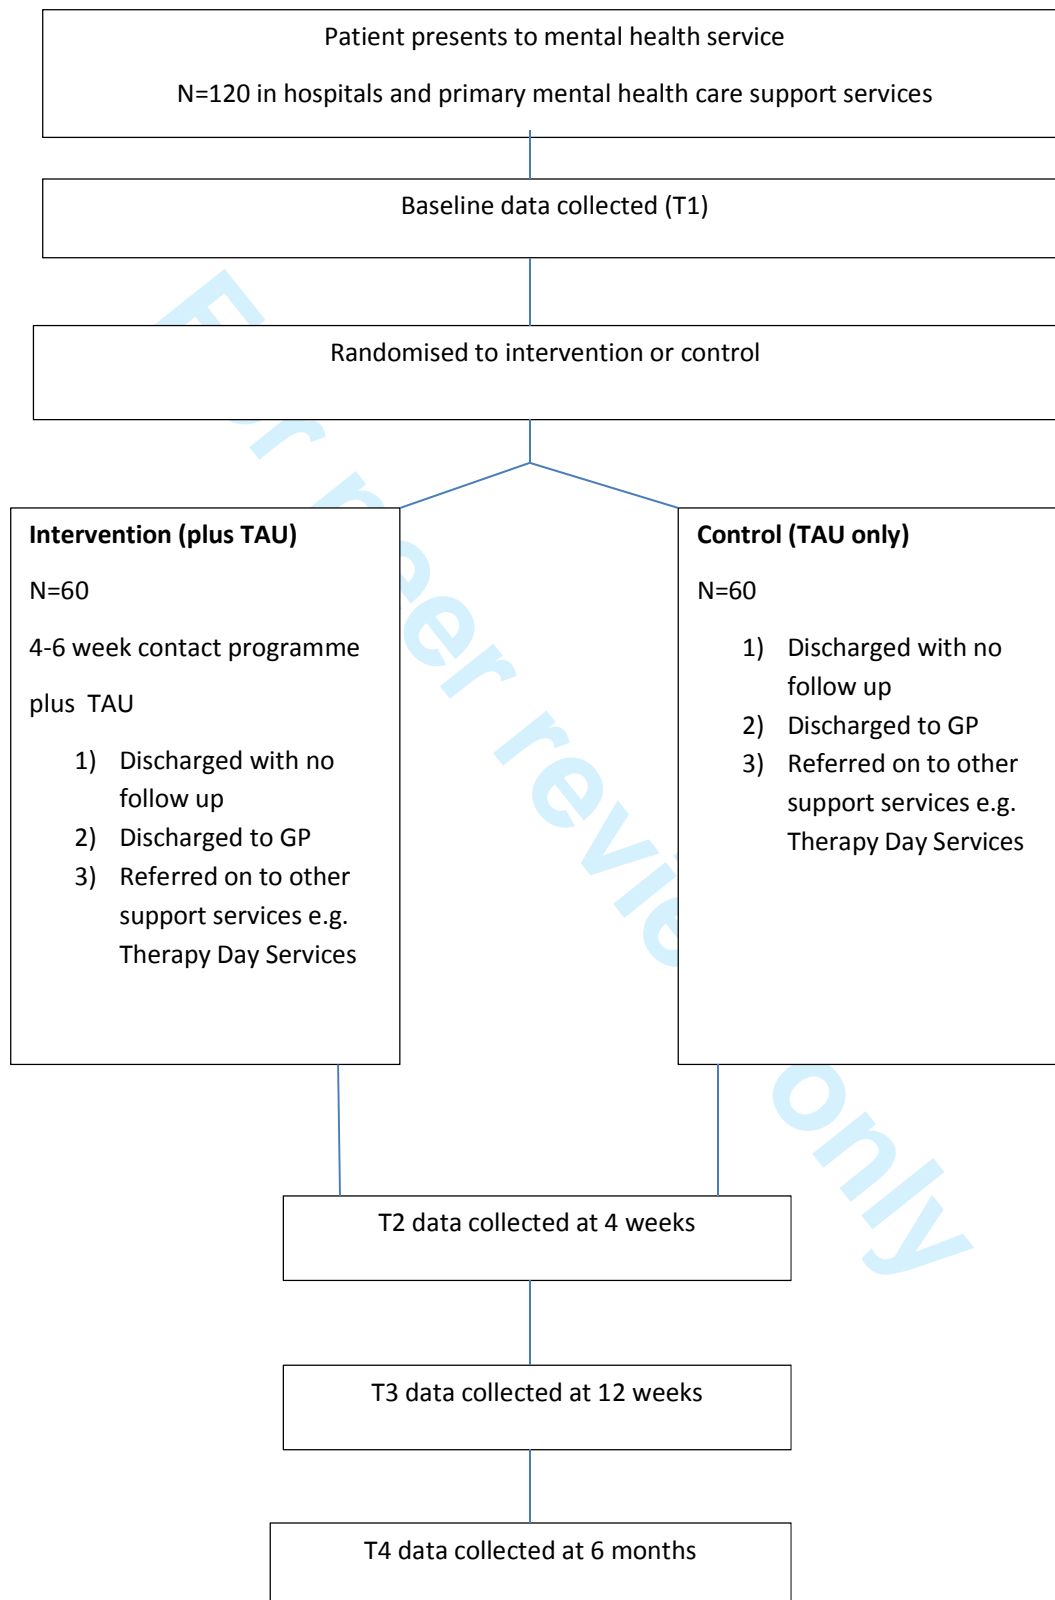 Patient presents to mental health service
N=120 in hospitals and primary mental health care support services
Baseline data collected (T1)
Randomised to intervention or control
Intervention (plus TAU)
N=60
4-6 week contact programme
plus TAU
1) Discharged with no
follow up
2) Discharged to GP
3) Referred on to other
support services e.g.
Therapy Day Services
Control (TAU only)
N=60
1) Discharged with no
follow up
2) Discharged to GP
3) Referred on to other
support services e.g.
Therapy Day Services
T2 data collected at 4 weeks
T3 data collected at 12 weeks
T4 data collected at 6 months
For peer review only